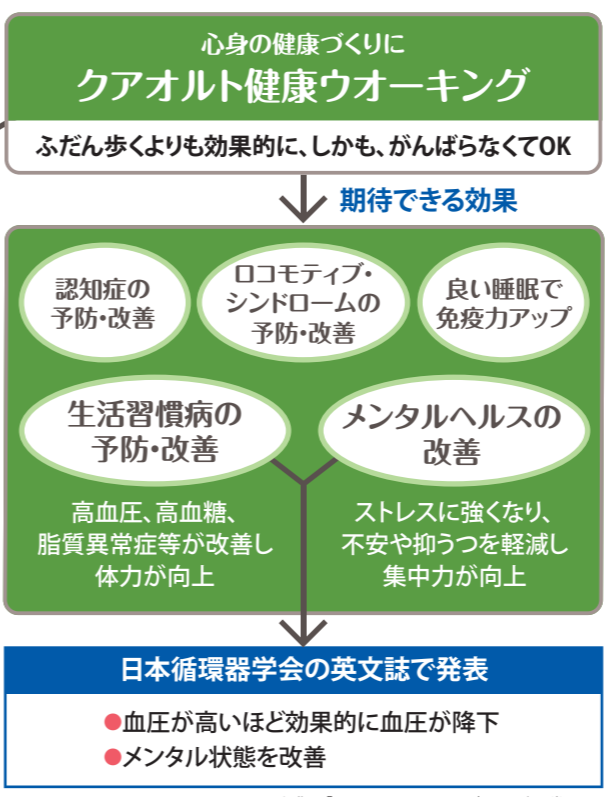 心身の健康づくりに
クアオルト健康ウオーキング
ふだん歩くよりも効果的に、しかも、がんばらなくてOK
期待できる効果
認知症の
予防・改善
ロコモティブ・
シンドロームの
予防・改善
良い睡眠で
免疫力アップ
生活習慣病の
予防・改善
メンタルヘルスの
改善
高血圧、高血糖、
脂質異常症等が改善し
体力が向上
ストレスに強くなり、
不安や抑うつを軽減し
集中力が向上
日本循環器学会の英文誌で発表
●血圧が高いほど効果的に血圧が降下
●メンタル状態を改善